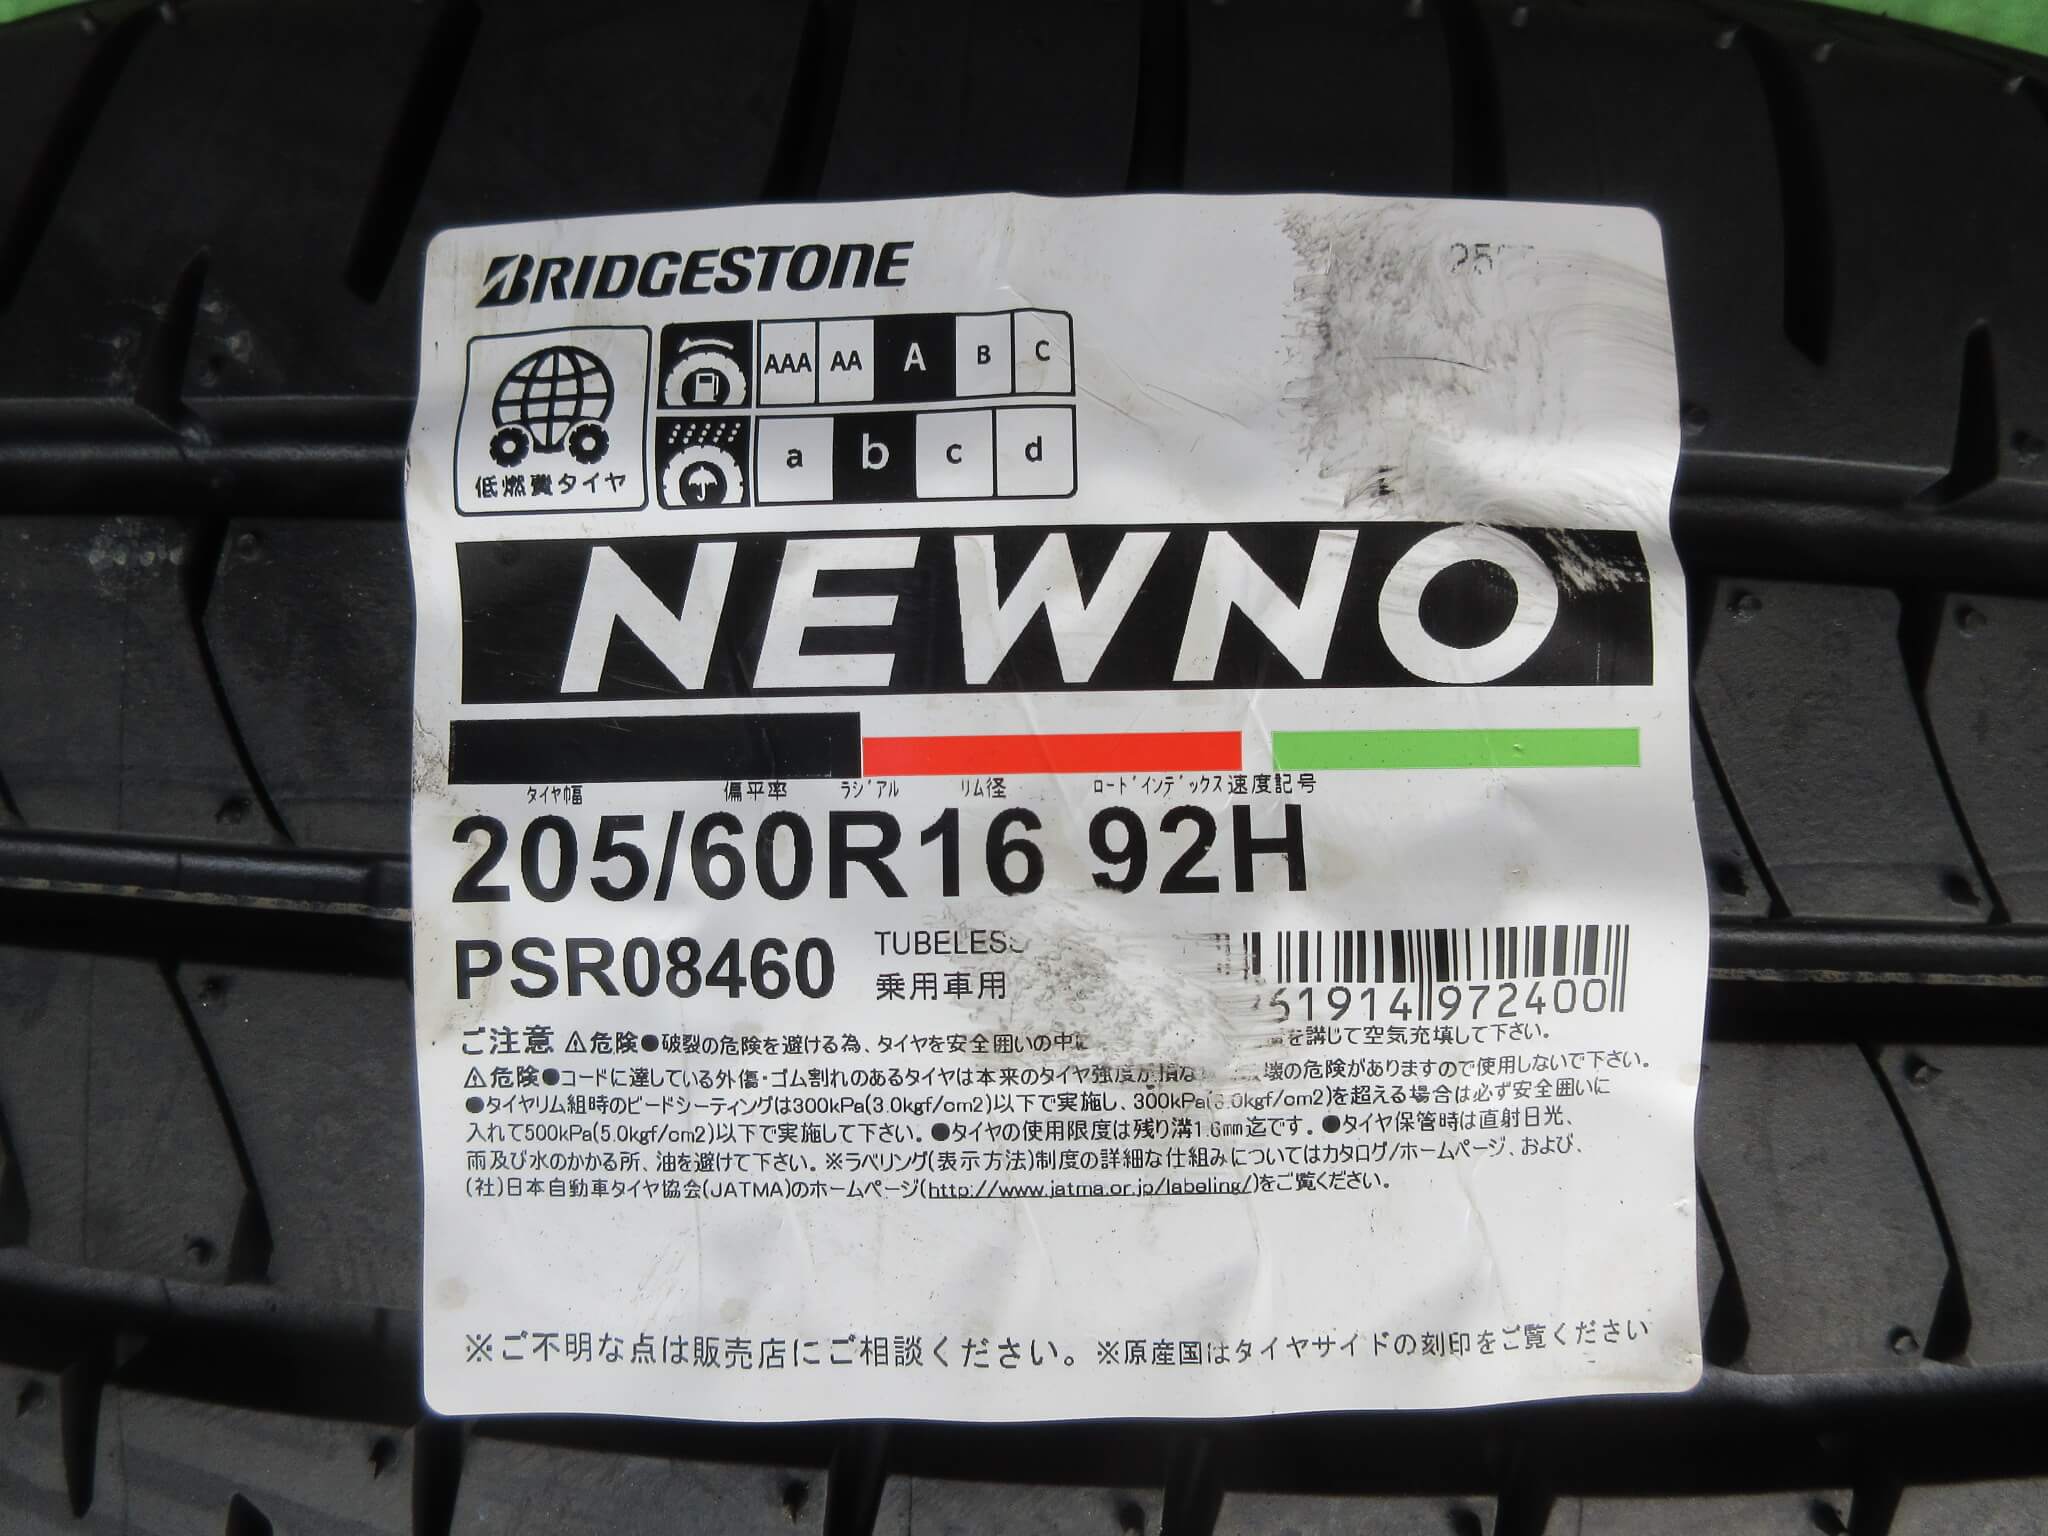 BRIDGESTONE
低燃費タイヤ
AAA AA A B C
a b c d
NEWNO
タイヤ幅 偏平率 ラジアル リム径 ロードインデックス 速度記号
205/60R16 92H
PSR08460
TUBELESS
乗用車用
61914 972400
ご注意 ⚠危険●破裂の危険を避ける為、タイヤを安全囲いの中に を講じて空気充填して下さい。
⚠危険●コードに達している外傷・ゴム割れのあるタイヤは本来のタイヤ強度が損な 壊の危険がありますので使用しないで下さい。
●タイヤリム組時のビードシーティングは300kPa(3.0kgf/cm2)以下で実施し、300kPa(3.0kgf/cm2)を超える場合は必ず安全囲いに
入れて500kPa(5.0kgf/cm2)以下で実施して下さい。●タイヤの使用限度は残り溝1.6mm迄です。●タイヤ保管時は直射日光、
雨及び水のかかる所、油を避けて下さい。※ラベリング(表示方法)制度の詳細な仕組みについてはカタログ/ホームページ、および、
(社)日本自動車タイヤ協会(JATMA)のホームページ(http://www.jatma.or.jp/labeling/)をご覧ください。
※ご不明な点は販売店にご相談ください。※原産国はタイヤサイドの刻印をご覧ください